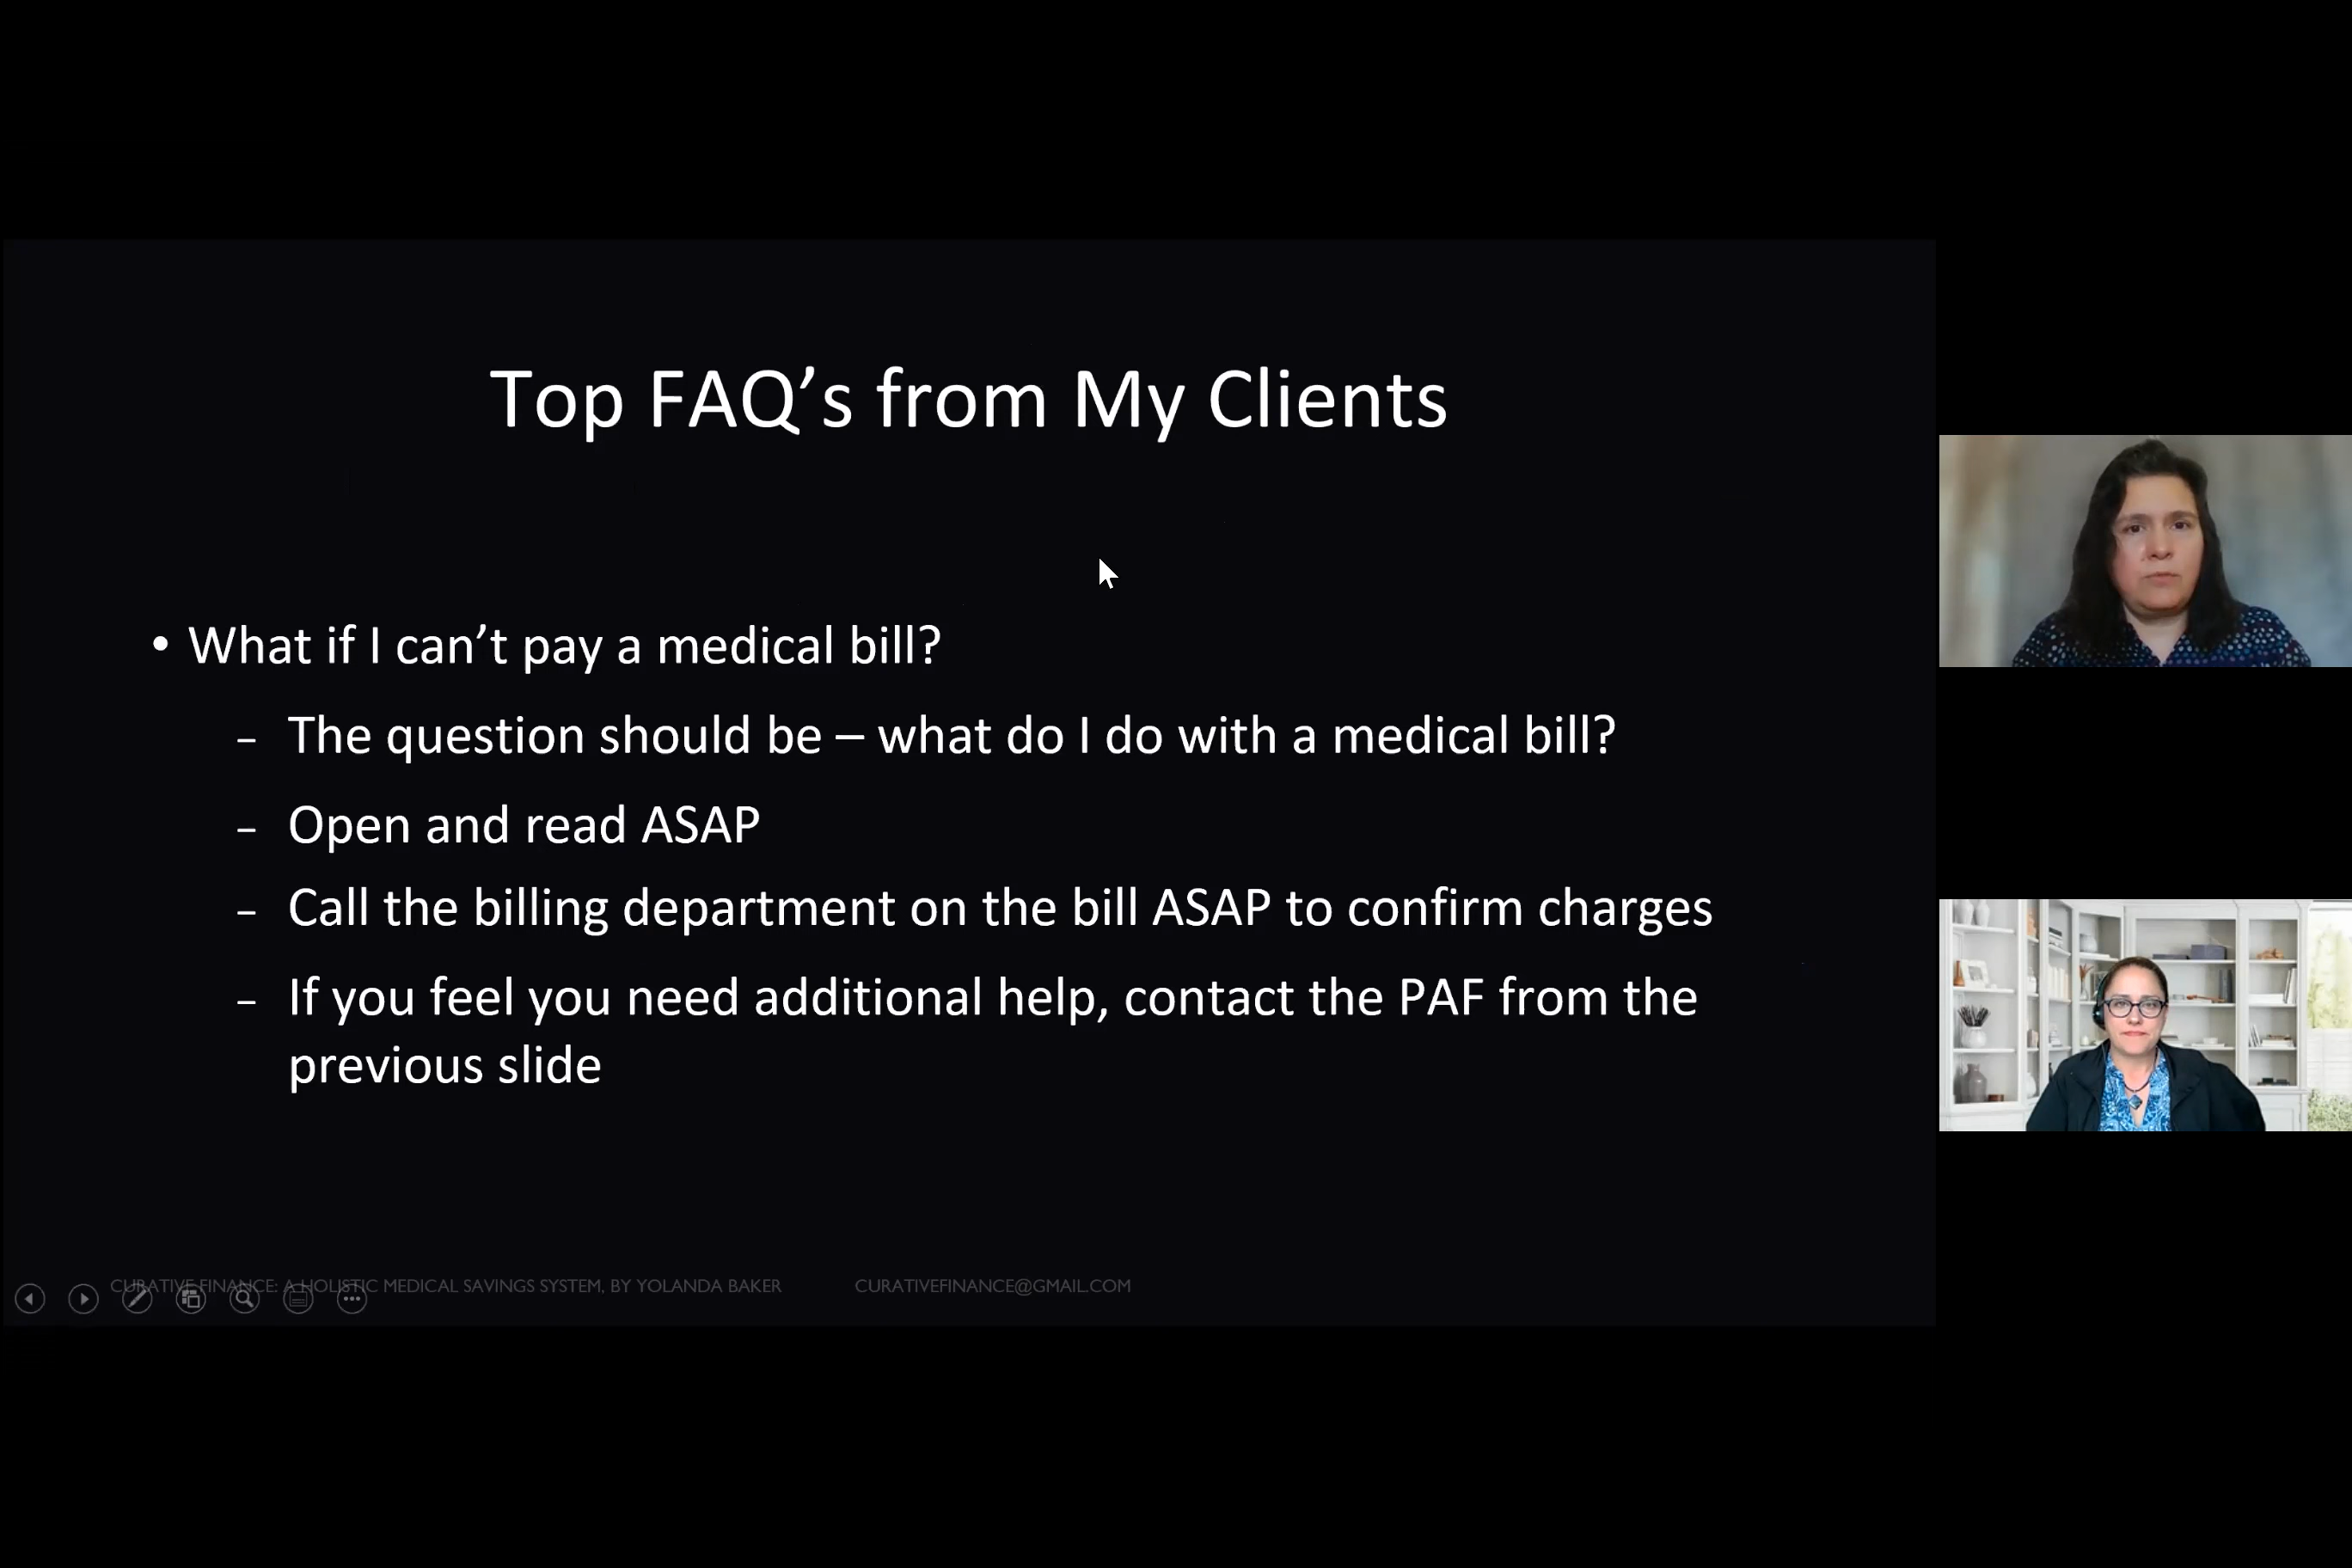 Top FAQ’s from My Clients
• What if I can’t pay a medical bill?
– The question should be – what do I do with a medical bill?
– Open and read ASAP
– Call the billing department on the bill ASAP to confirm charges
– If you feel you need additional help, contact the PAF from the
previous slide
CURATIVE FINANCE: A HOLISTIC MEDICAL SAVINGS SYSTEM, BY YOLANDA BAKER CURATIVEFINANCE@GMAIL.COM